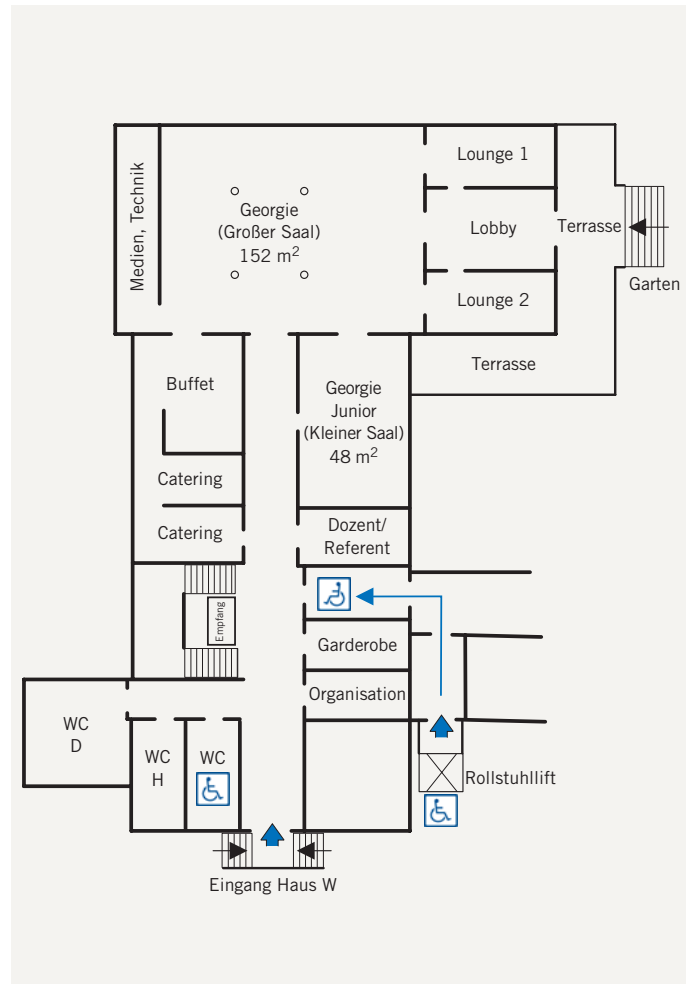 Lounge 1
Medien, Technik
Georgie
(Großer Saal)
152 m²
Lobby
Terrasse
Garten
Lounge 2
Terrasse
Buffet
Georgie
Junior
(Kleiner Saal)
48 m²
Catering
Catering
Dozent/
Referent
Empfang
Garderobe
Organisation
WC
D
WC
H
WC
Rollstuhllift
Eingang Haus W